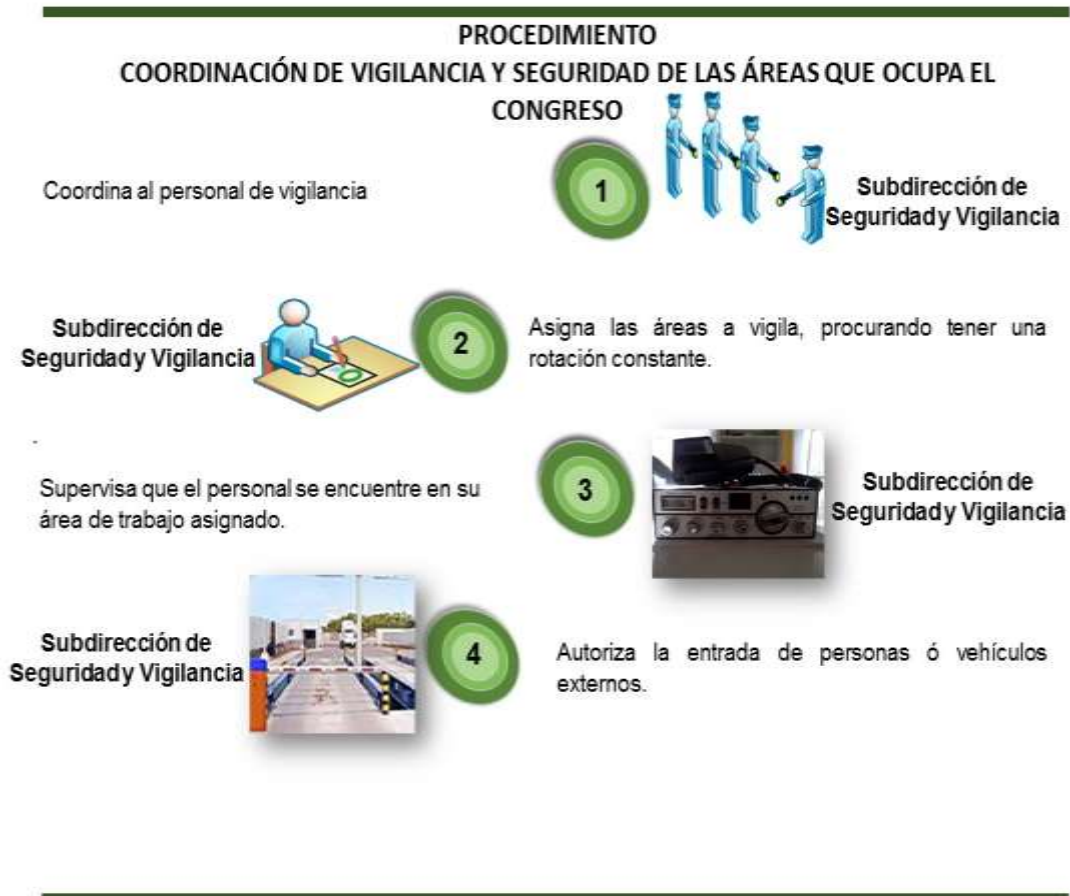 PROCEDIMIENTO
COORDINACIÓN DE VIGILANCIA Y SEGURIDAD DE LAS ÁREAS QUE OCUPA EL
CONGRESO
Coordina al personal de vigilancia
1
Subdirección de
Seguridad y Vigilancia
Subdirección de
Seguridad y Vigilancia
2
Asigna las áreas a vigila, procurando tener una
rotación constante.
Supervisa que el personal se encuentre en su
área de trabajo asignado.
3
Subdirección de
Seguridad y Vigilancia
Subdirección de
Seguridad y Vigilancia
4
Autoriza la entrada de personas ó vehículos
externos.